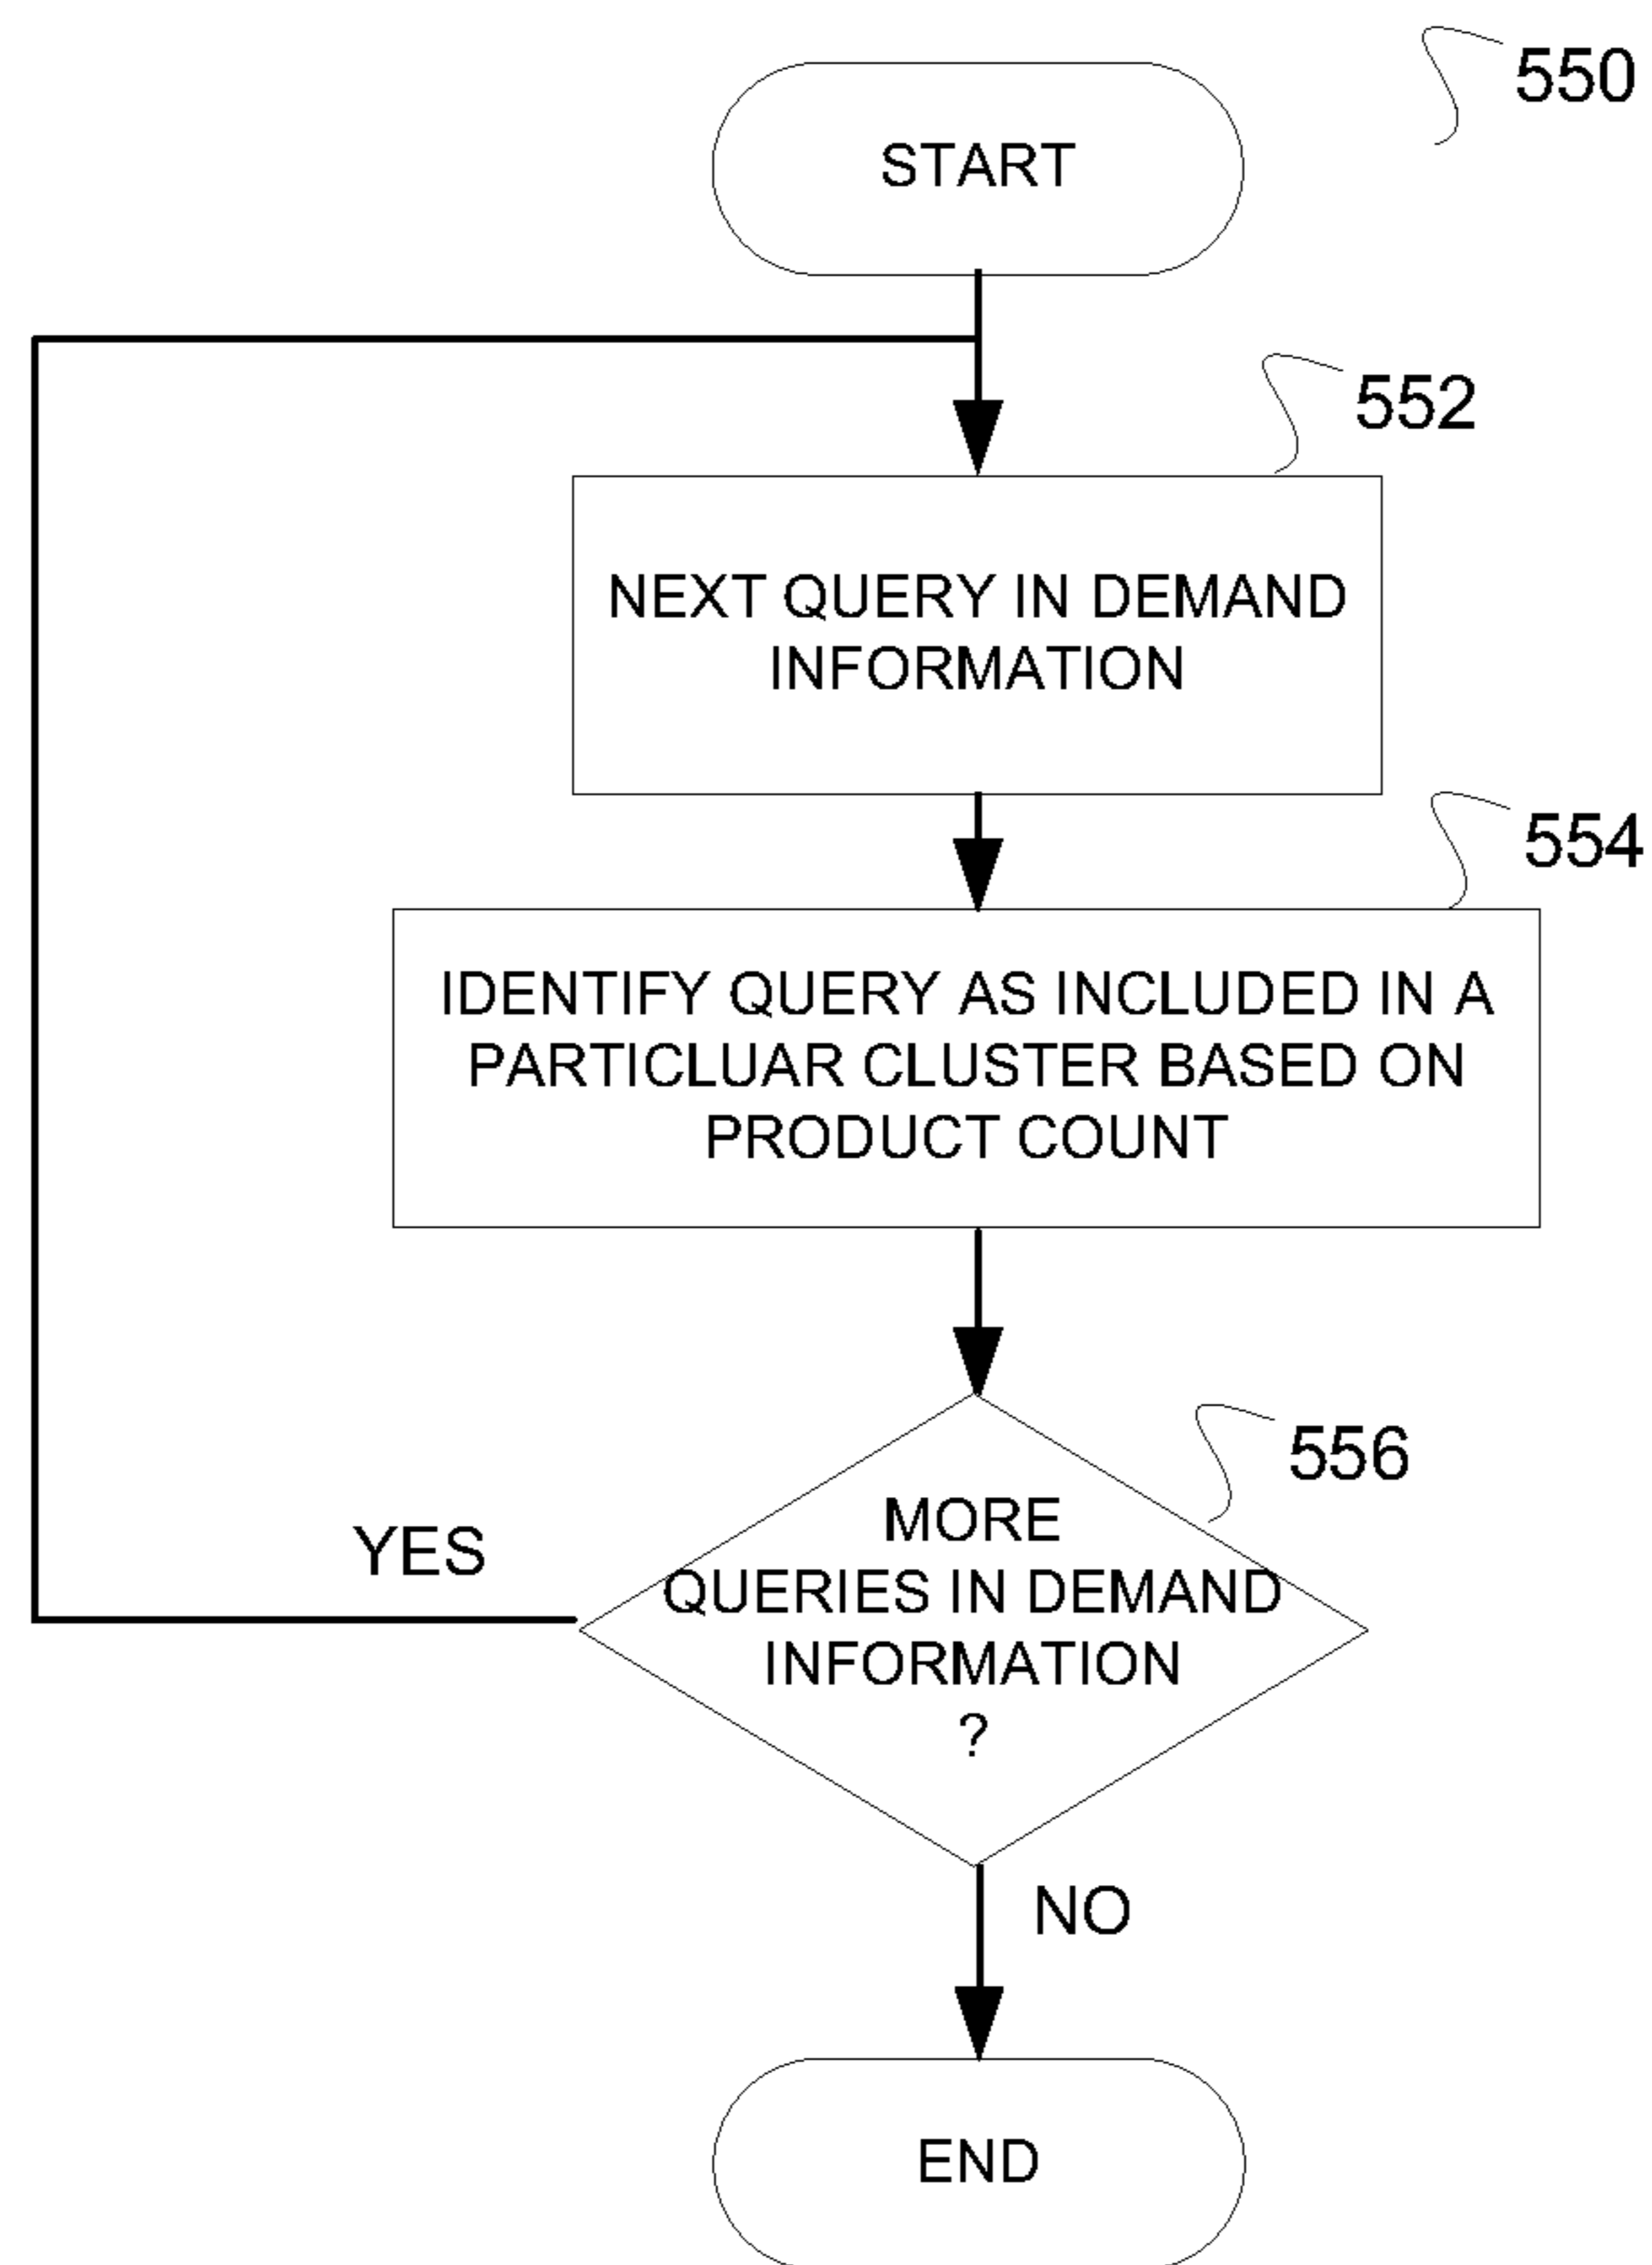 550
START
552
NEXT QUERY IN DEMAND
INFORMATION
554
IDENTIFY QUERY AS INCLUDED IN A
PARTICLUAR CLUSTER BASED ON
PRODUCT COUNT
556
MORE
QUERIES IN DEMAND
INFORMATION
?
YES
NO
END